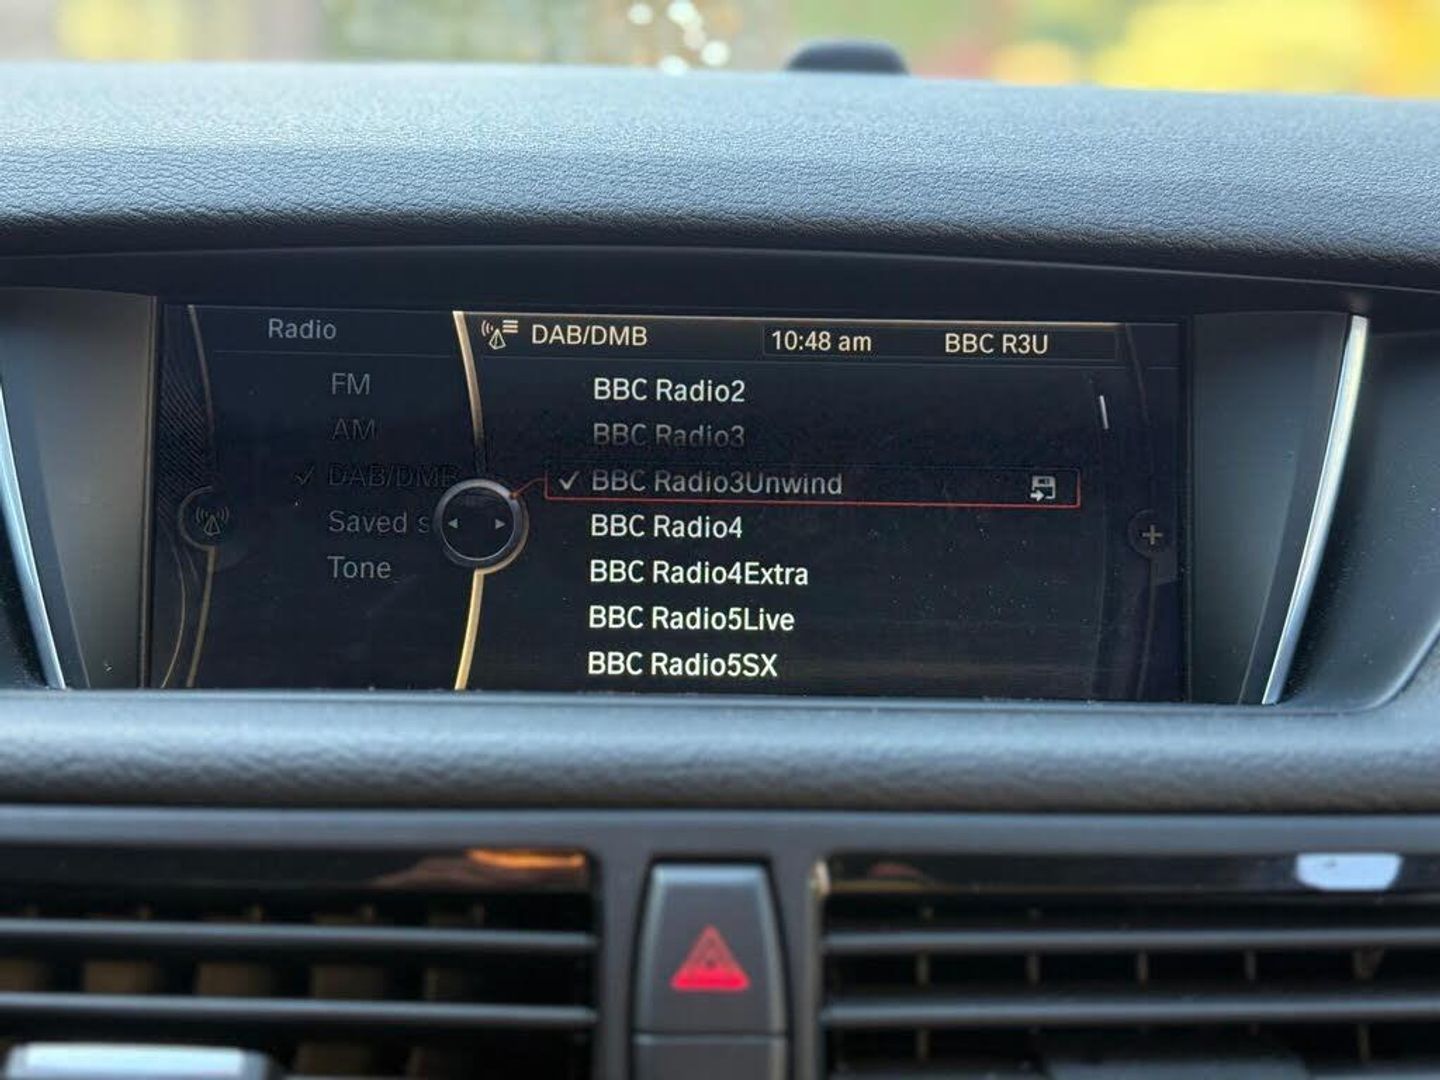 Radio
DAB/DMB
10:48 am
BBC R3U
FM
AM
DAB/DMB
Saved s
Tone
BBC Radio2
BBC Radio3
BBC Radio3Unwind
BBC Radio4
BBC Radio4Extra
BBC Radio5Live
BBC Radio5SX